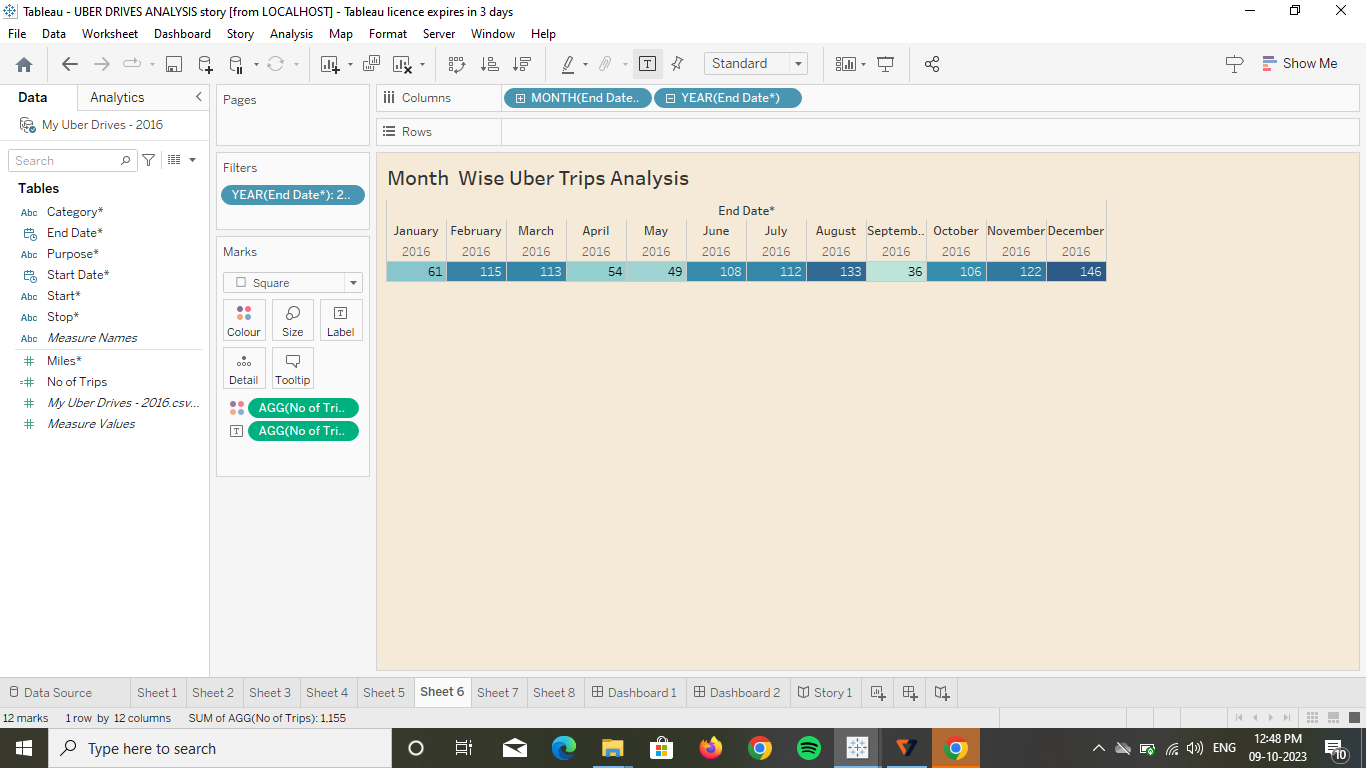 Tableau - UBER DRIVES ANALYSIS story [from LOCALHOST] - Tableau licence expires in 3 days
File Data Worksheet Dashboard Story Analysis Map Format Server Window Help
Standard
Show Me
Data Analytics
My Uber Drives - 2016
Search
Tables
Abc Category*
End Date*
Abc Purpose*
Start Date*
Abc Start*
Abc Stop*
Abc Measure Names
Miles*
No of Trips
My Uber Drives - 2016.csv...
Measure Values
Pages
Filters
YEAR(End Date*): 2..
Marks
Square
Colour Size Label
Detail Tooltip
AGG(No of Tri..
AGG(No of Tri..
Columns MONTH(End Date.. YEAR(End Date*)
Rows
Month Wise Uber Trips Analysis
End Date*
January February March April May June July August Septemb.. October November December
2016 2016 2016 2016 2016 2016 2016 2016 2016 2016 2016 2016
61 115 113 54 49 108 112 133 36 106 122 146
Data Source Sheet 1 Sheet 2 Sheet 3 Sheet 4 Sheet 5 Sheet 6 Sheet 7 Sheet 8 Dashboard 1 Dashboard 2 Story 1
12 marks 1 row by 12 columns SUM of AGG(No of Trips): 1,155
Type here to search
ENG
12:48 PM
09-10-2023
10